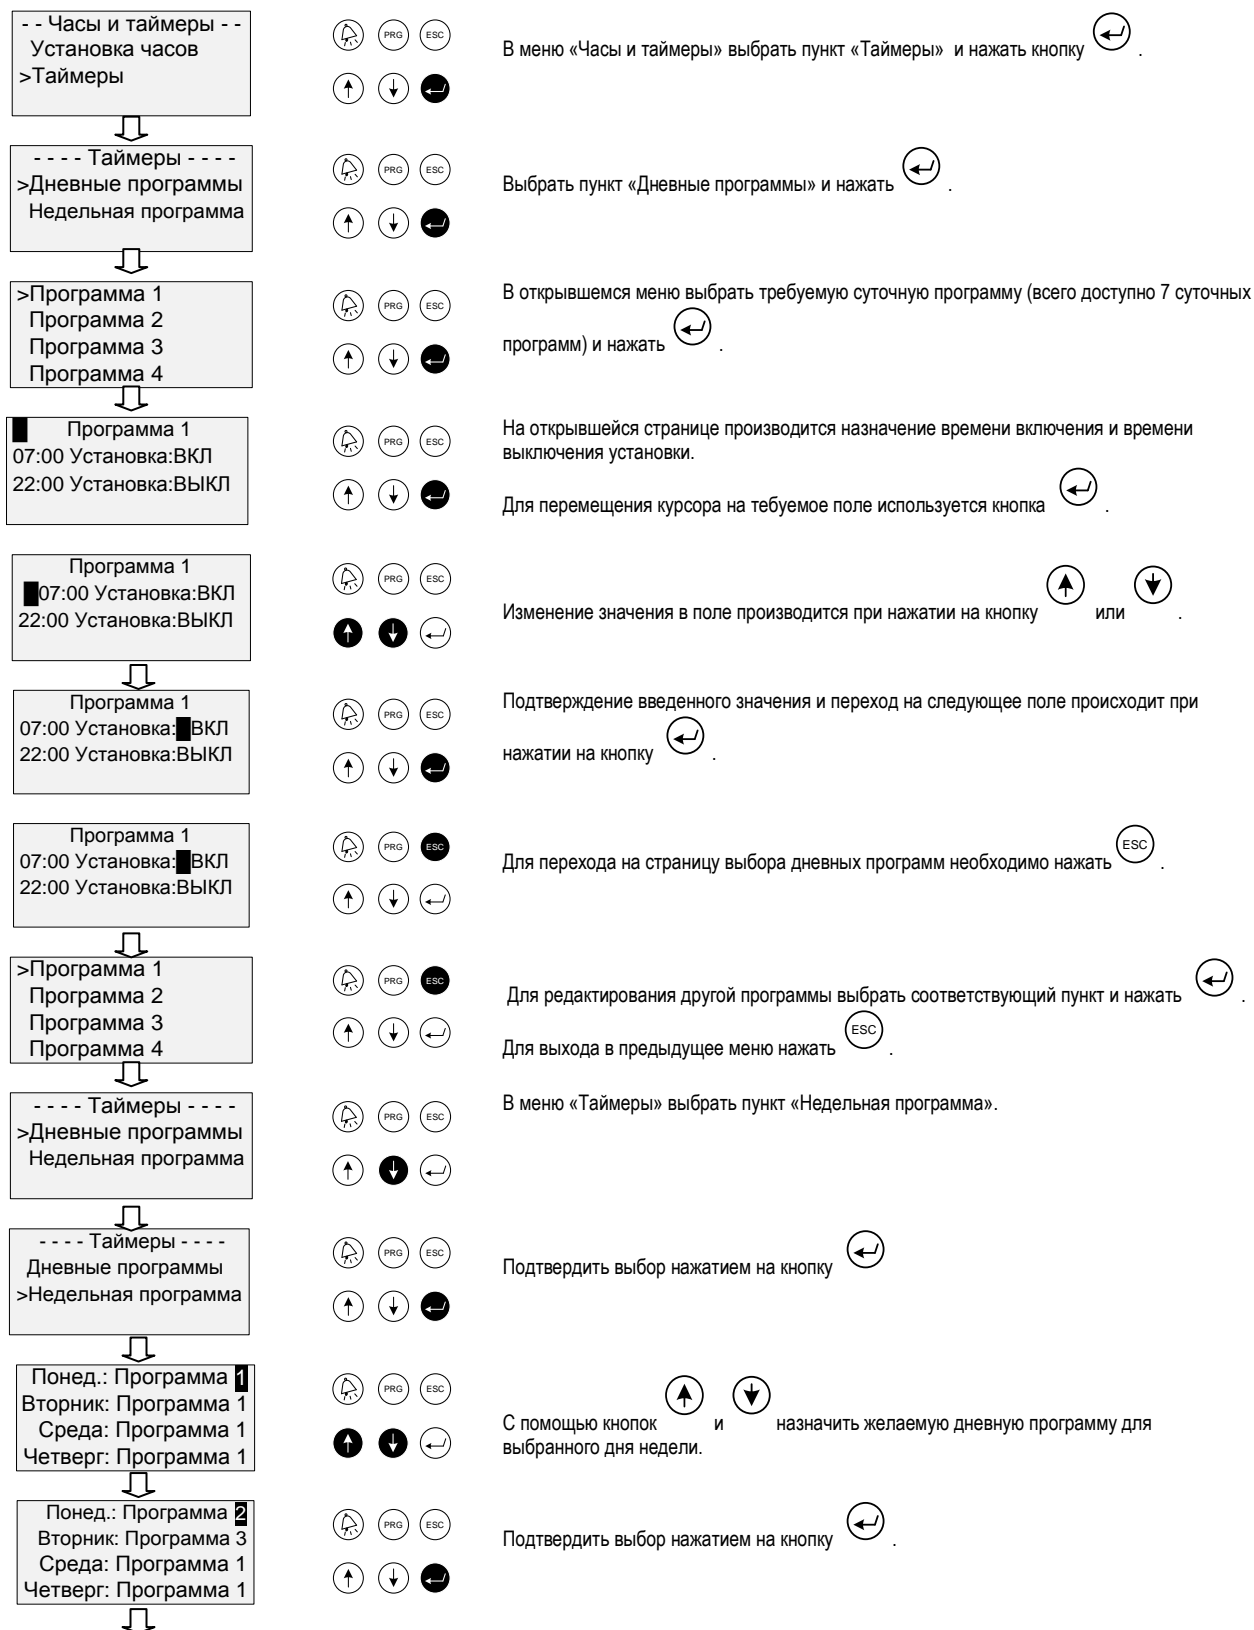 - - Часы и таймеры - -
Установка часов
>Таймеры
PRG ESC
В меню «Часы и таймеры» выбрать пункт «Таймеры» и нажать кнопку .
- - - - Таймеры - - - -
>Дневные программы
Недельная программа
PRG ESC
Выбрать пункт «Дневные программы» и нажать .
>Программа 1
Программа 2
Программа 3
Программа 4
PRG ESC
В открывшемся меню выбрать требуемую суточную программу (всего доступно 7 суточных
программ) и нажать .
Программа 1
07:00 Установка:ВКЛ
22:00 Установка:ВЫКЛ
PRG ESC
На открывшейся странице производится назначение времени включения и времени
выключения установки.
Для перемещения курсора на тебуемое поле используется кнопка .
Программа 1
07:00 Установка:ВКЛ
22:00 Установка:ВЫКЛ
PRG ESC
Изменение значения в поле производится при нажатии на кнопку или .
Программа 1
07:00 Установка: ВКЛ
22:00 Установка:ВЫКЛ
PRG ESC
Подтверждение введенного значения и переход на следующее поле происходит при
нажатии на кнопку .
Программа 1
07:00 Установка: ВКЛ
22:00 Установка:ВЫКЛ
PRG ESC
Для перехода на страницу выбора дневных программ необходимо нажать ESC .
>Программа 1
Программа 2
Программа 3
Программа 4
PRG ESC
Для редактирования другой программы выбрать соответствующий пункт и нажать .
Для выхода в предыдущее меню нажать ESC .
- - - - Таймеры - - - -
>Дневные программы
Недельная программа
PRG ESC
В меню «Таймеры» выбрать пункт «Недельная программа».
- - - - Таймеры - - - -
Дневные программы
>Недельная программа
PRG ESC
Подтвердить выбор нажатием на кнопку
Понед.: Программа 1
Вторник: Программа 1
Среда: Программа 1
Четверг: Программа 1
PRG ESC
С помощью кнопок и назначить желаемую дневную программу для
выбранного дня недели.
Понед.: Программа 2
Вторник: Программа 3
Среда: Программа 1
Четверг: Программа 1
PRG ESC
Подтвердить выбор нажатием на кнопку .